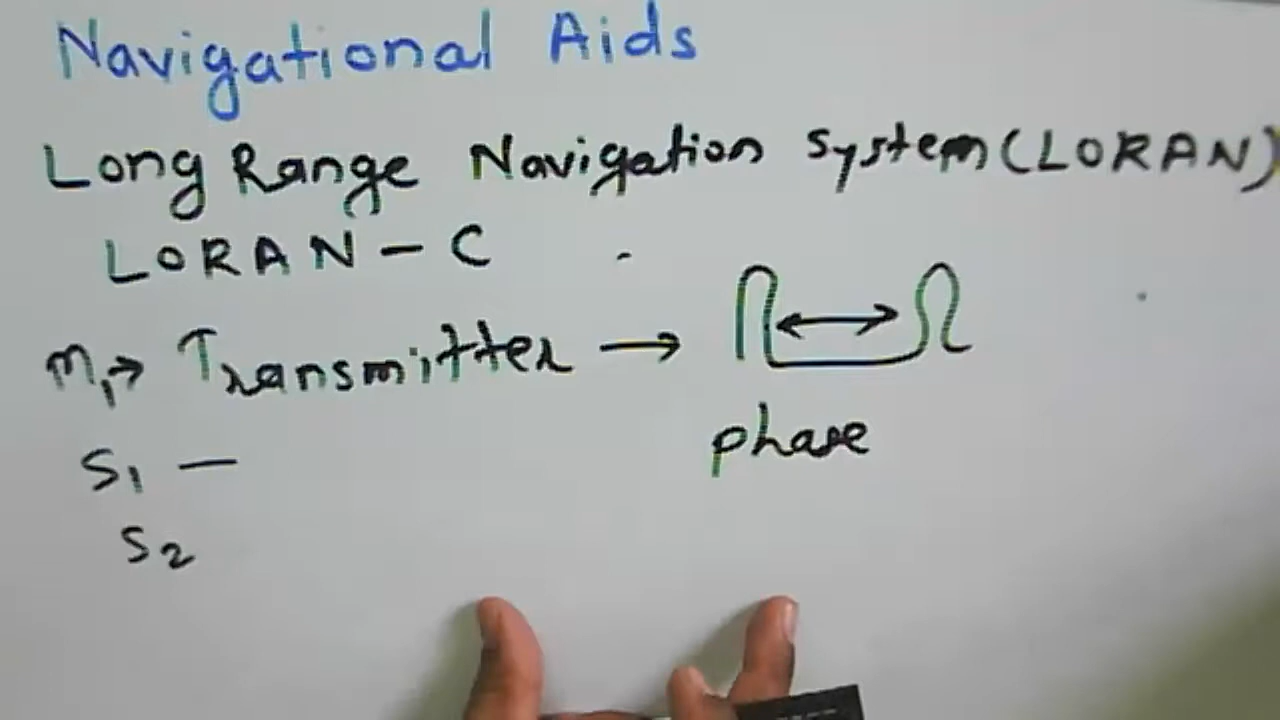 Navigational Aids
Long Range Navigation System (LORAN)
LORAN - C
M₁→ Transmitter →
phase
S₁ —
S₂